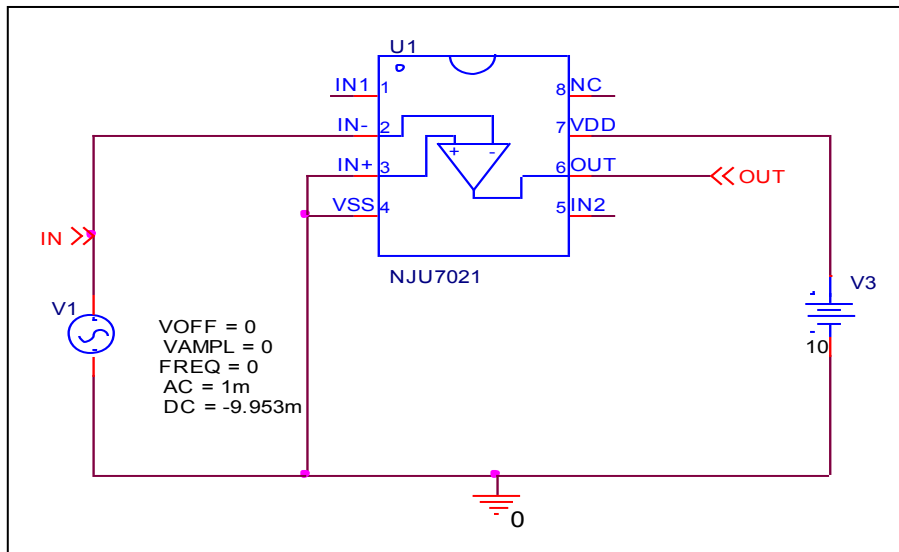 U1
IN1 1
8 NC
IN- 2
7 VDD
+ -
IN+ 3
6 OUT
OUT
VSS 4
5 IN2
IN
NJU7021
V1
V3
VOFF = 0
VAMPL = 0
FREQ = 0
AC = 1m
DC = -9.953m
10
0